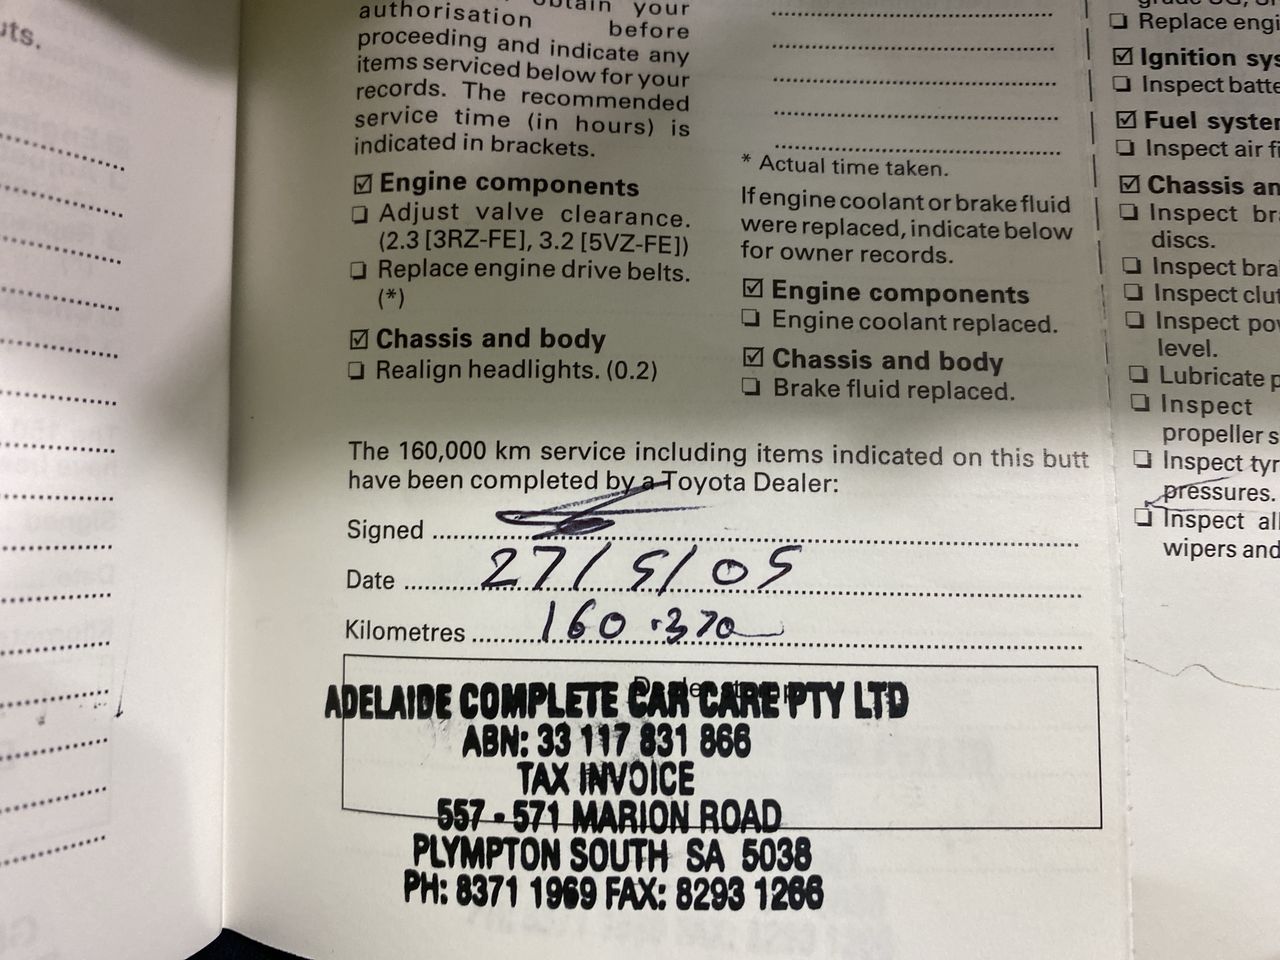 uts.
obtain your
authorisation before
proceeding and indicate any
items serviced below for your
records. The recommended
service time (in hours) is
indicated in brackets.
☑ Engine components
❏ Adjust valve clearance.
(2.3 [3RZ-FE], 3.2 [5VZ-FE])
❏ Replace engine drive belts.
(*)
☑ Chassis and body
❏ Realign headlights. (0.2)
* Actual time taken.
If engine coolant or brake fluid
were replaced, indicate below
for owner records.
☑ Engine components
❏ Engine coolant replaced.
☑ Chassis and body
❏ Brake fluid replaced.
The 160,000 km service including items indicated on this butt
have been completed by a Toyota Dealer:
Signed
Date 27/5/05
Kilometres 160.370
ADELAIDE COMPLETE CAR CARE PTY LTD
ABN: 33 117 831 866
TAX INVOICE
557 - 571 MARION ROAD
PLYMPTON SOUTH SA 5038
PH: 8371 1969 FAX: 8293 1266
❏ Replace engi
☑ Ignition sys
❏ Inspect batte
☑ Fuel system
❏ Inspect air fi
☑ Chassis an
❏ Inspect bra
discs.
❏ Inspect bra
❏ Inspect clut
❏ Inspect pow
level.
❏ Lubricate p
❏ Inspect
propeller s
❏ Inspect tyr
pressures.
❏ Inspect all
wipers and